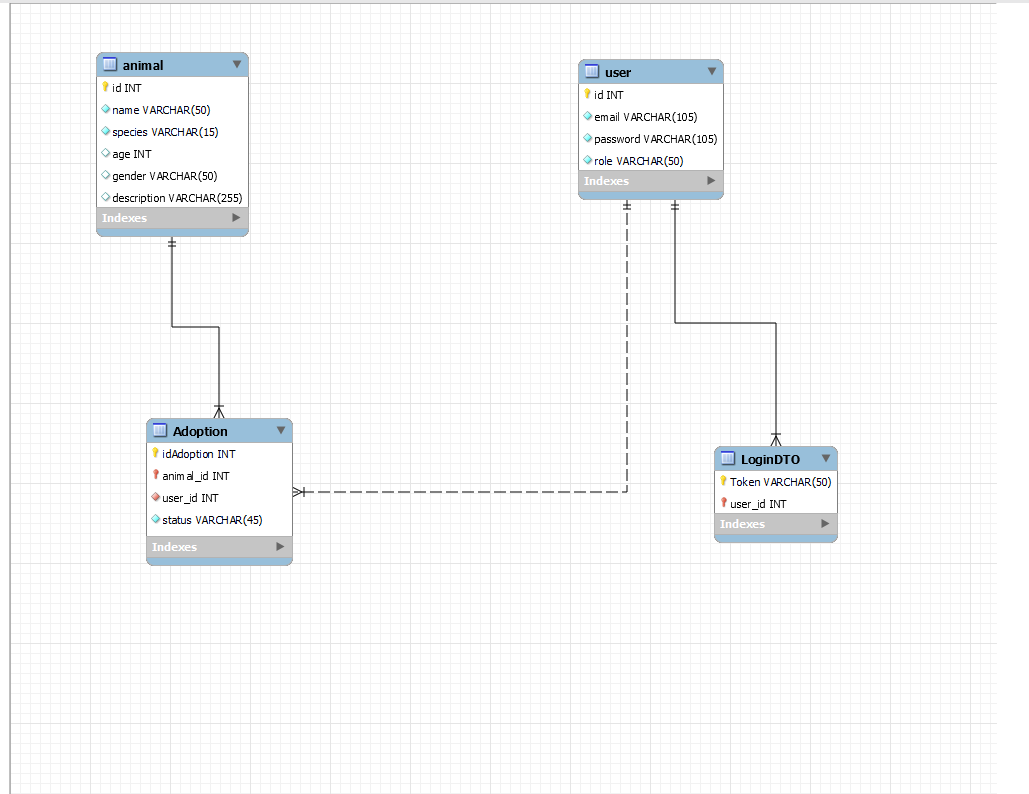 animal
id INT
name VARCHAR(50)
species VARCHAR(15)
age INT
gender VARCHAR(50)
description VARCHAR(255)
Indexes
user
id INT
email VARCHAR(105)
password VARCHAR(105)
role VARCHAR(50)
Indexes
Adoption
idAdoption INT
animal_id INT
user_id INT
status VARCHAR(45)
Indexes
LoginDTO
Token VARCHAR(50)
user_id INT
Indexes